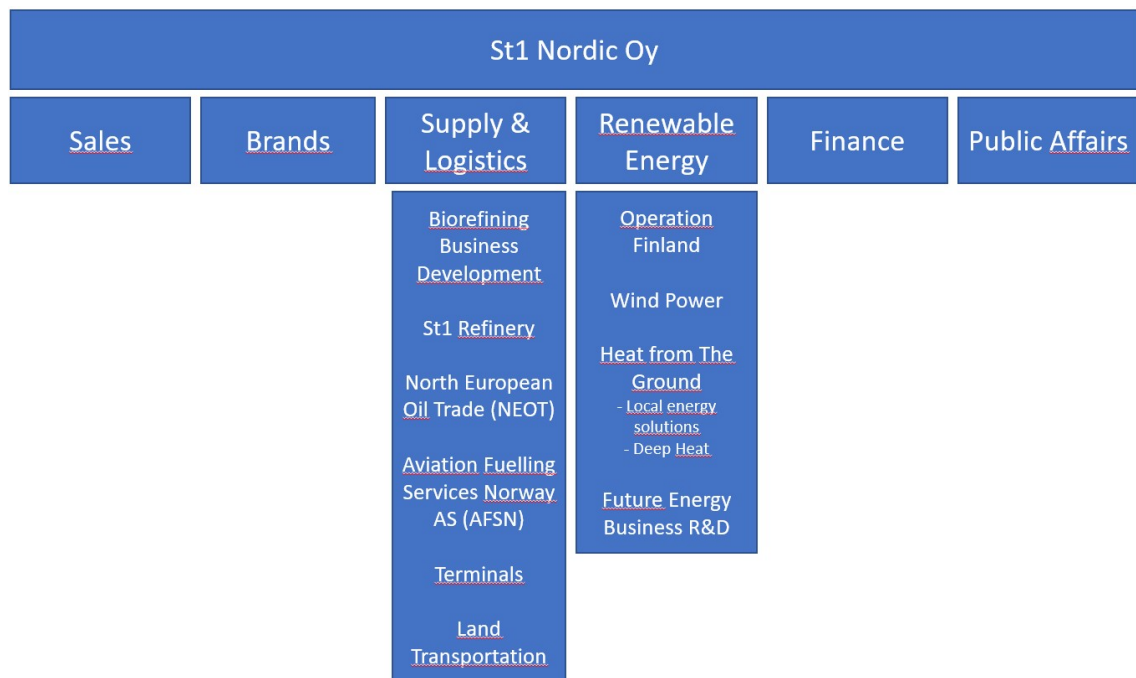 St1 Nordic Oy
Sales
Brands
Supply &
Logistics
Renewable
Energy
Finance
Public Affairs
Biorefining
Business
Development
St1 Refinery
North European
Oil Trade (NEOT)
Aviation Fuelling
Services Norway
AS (AFSN)
Terminals
Land
Transportation
Operation
Finland
Wind Power
Heat from The
Ground
- Local energy
solutions
- Deep Heat
Future Energy
Business R&D